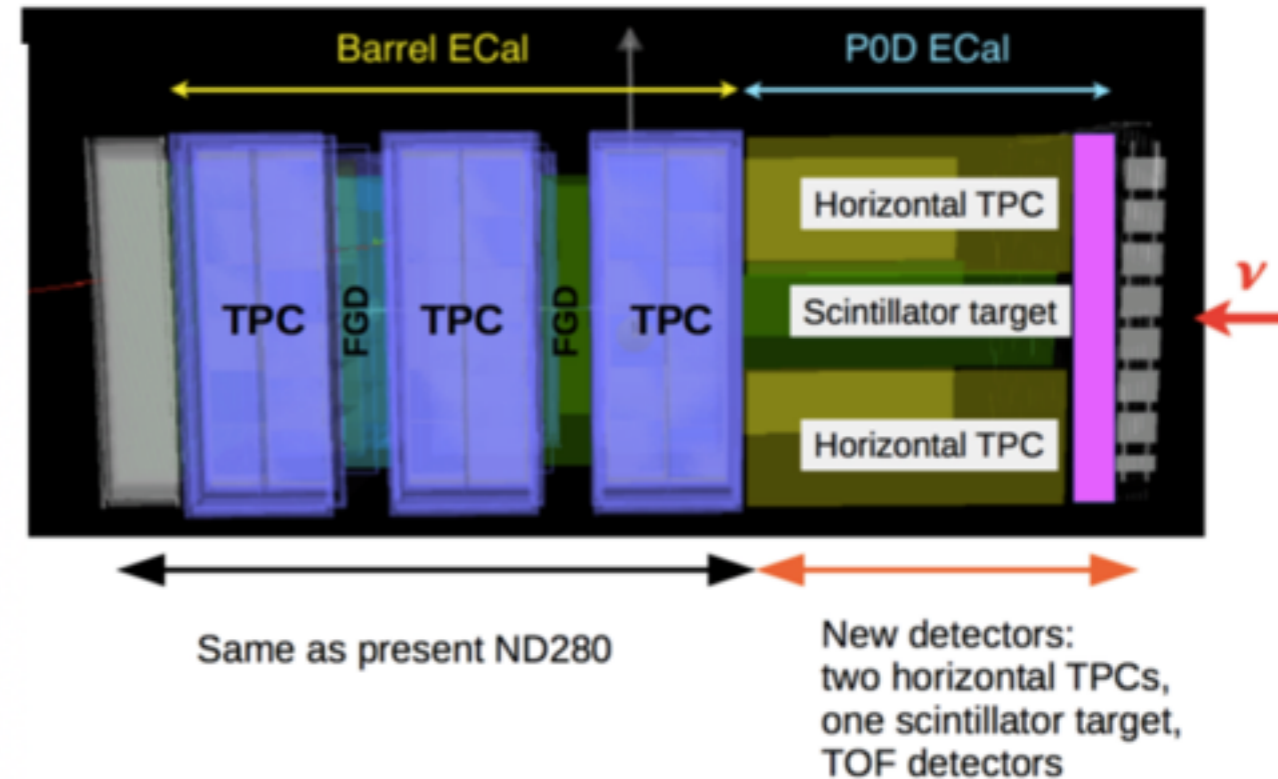 Barrel ECal
P0D ECal
Horizontal TPC
ν
TPC
FGD
TPC
FGD
TPC
Scintillator target
Horizontal TPC
Same as present ND280
New detectors:
two horizontal TPCs,
one scintillator target,
TOF detectors